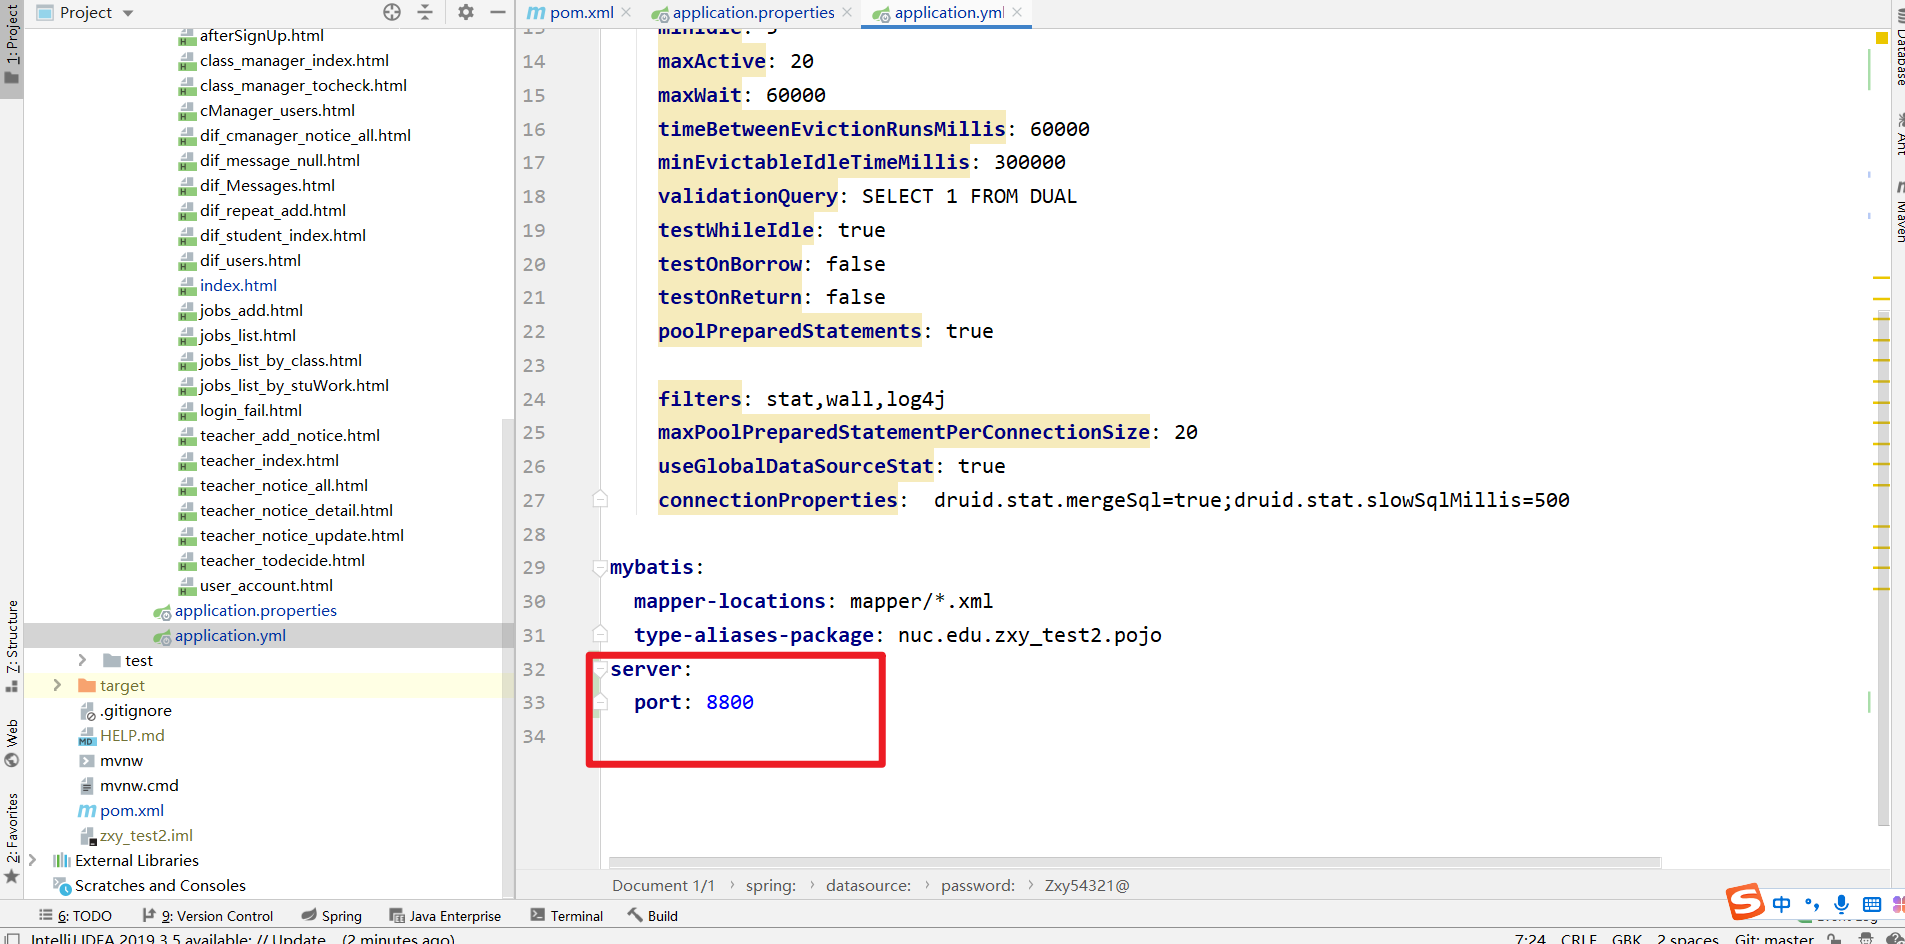 Project
pom.xml
application.properties
application.yml
1: Project
afterSignUp.html
class_manager_index.html
class_manager_tocheck.html
cManager_users.html
dif_cmanager_notice_all.html
dif_message_null.html
dif_Messages.html
dif_repeat_add.html
dif_student_index.html
dif_users.html
index.html
jobs_add.html
jobs_list.html
jobs_list_by_class.html
jobs_list_by_stuWork.html
login_fail.html
teacher_add_notice.html
teacher_index.html
teacher_notice_all.html
teacher_notice_detail.html
teacher_notice_update.html
teacher_todecide.html
user_account.html
application.properties
application.yml
test
target
.gitignore
HELP.md
mvnw
mvnw.cmd
pom.xml
zxy_test2.iml
External Libraries
Scratches and Consoles
7: Structure
Web
2: Favorites
13 minIdle: 5
14 maxActive: 20
15 maxWait: 60000
16 timeBetweenEvictionRunsMillis: 60000
17 minEvictableIdleTimeMillis: 300000
18 validationQuery: SELECT 1 FROM DUAL
19 testWhileIdle: true
20 testOnBorrow: false
21 testOnReturn: false
22 poolPreparedStatements: true
23
24 filters: stat,wall,log4j
25 maxPoolPreparedStatementPerConnectionSize: 20
26 useGlobalDataSourceStat: true
27 connectionProperties: druid.stat.mergeSql=true;druid.stat.slowSqlMillis=500
28
29 mybatis:
30 mapper-locations: mapper/*.xml
31 type-aliases-package: nuc.edu.zxy_test2.pojo
32 server:
33 port: 8800
34
Database
Ant
Maven
Document 1/1 › spring: › datasource: › password: › Zxy54321@
6: TODO
9: Version Control
Spring
Java Enterprise
Terminal
Build
Event Log
中
IntelliJ IDEA 2019.3.5 available: // Update... (2 minutes ago)
7:24 CRLF GBK 2 spaces Git: master